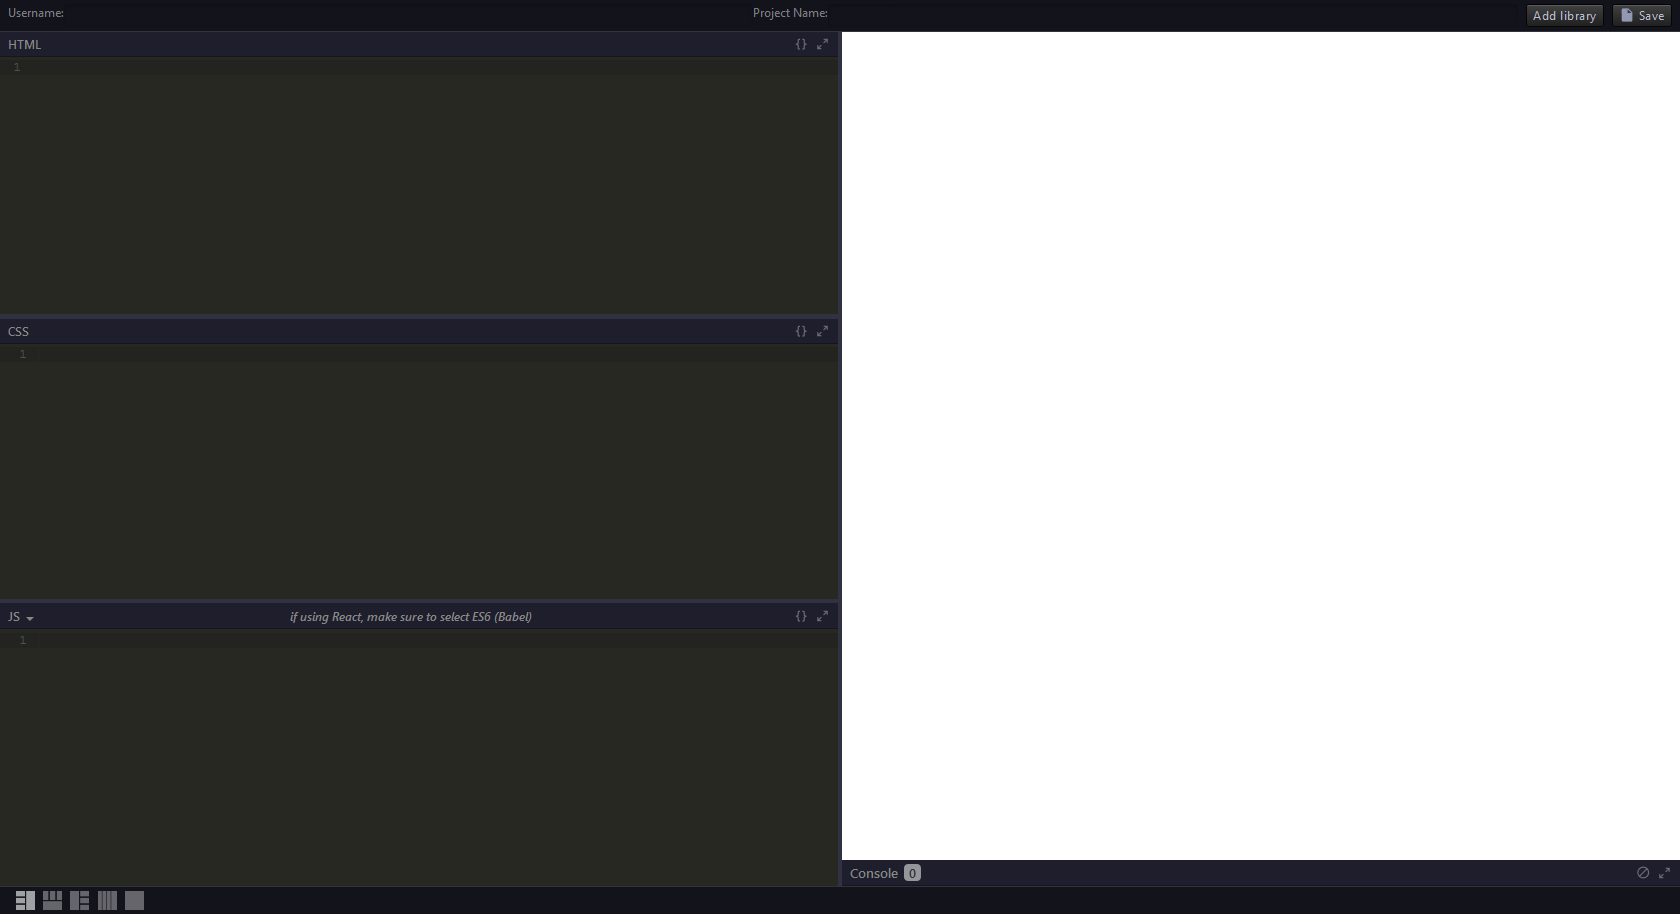 Username:
Project Name:
Add library
Save
HTML
{}
1
CSS
{}
1
JS
if using React, make sure to select ES6 (Babel)
{}
1
Console 0